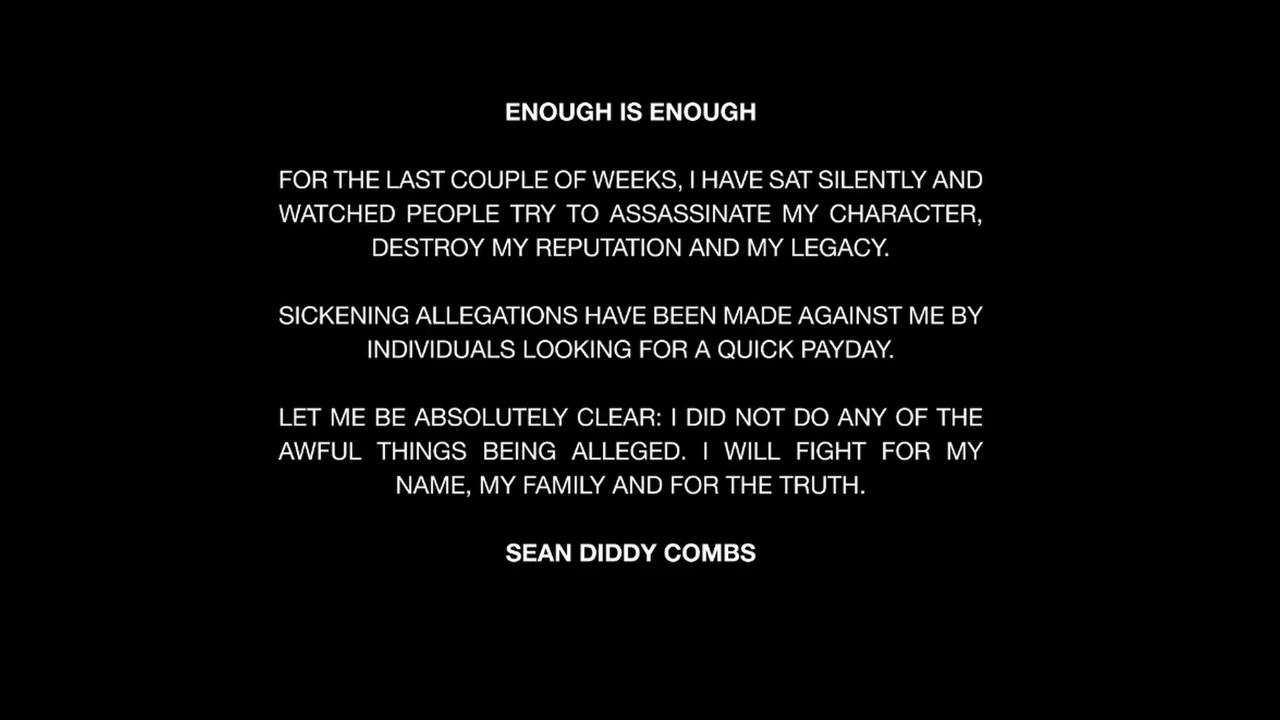 ENOUGH IS ENOUGH
FOR THE LAST COUPLE OF WEEKS, I HAVE SAT SILENTLY AND
WATCHED PEOPLE TRY TO ASSASSINATE MY CHARACTER,
DESTROY MY REPUTATION AND MY LEGACY.
SICKENING ALLEGATIONS HAVE BEEN MADE AGAINST ME BY
INDIVIDUALS LOOKING FOR A QUICK PAYDAY.
LET ME BE ABSOLUTELY CLEAR: I DID NOT DO ANY OF THE
AWFUL THINGS BEING ALLEGED. I WILL FIGHT FOR MY
NAME, MY FAMILY AND FOR THE TRUTH.
SEAN DIDDY COMBS